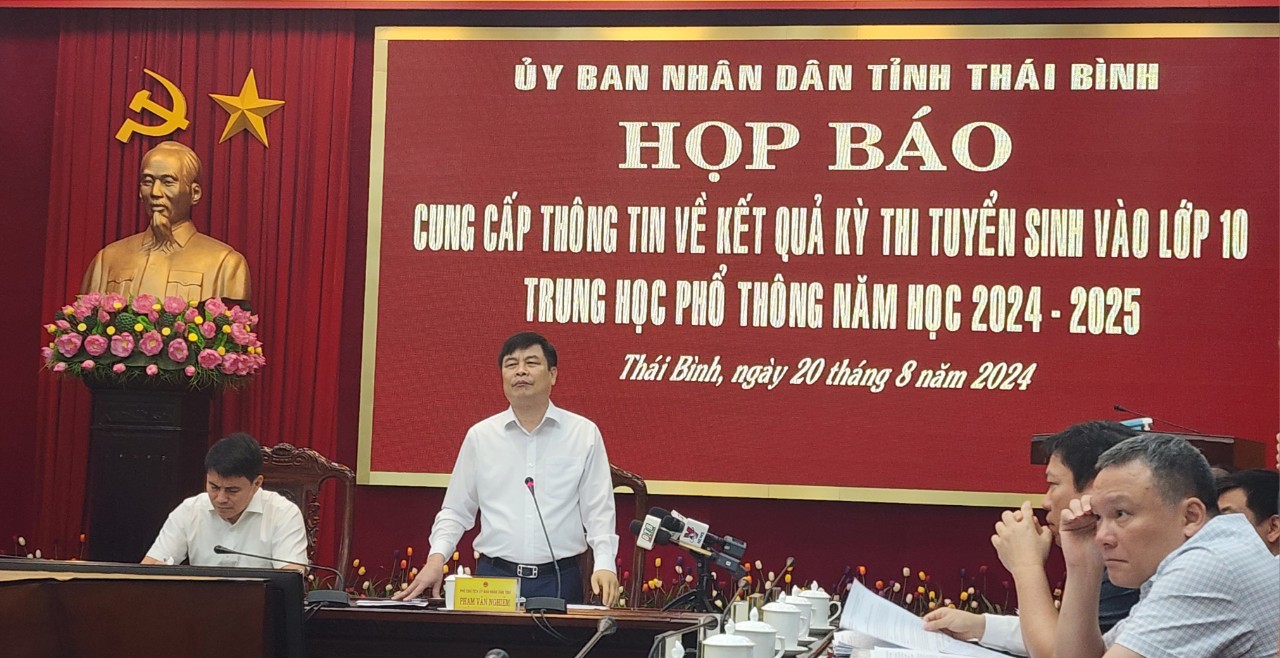 ỦY BAN NHÂN DÂN TỈNH THÁI BÌNH
HỌP BÁO
CUNG CẤP THÔNG TIN VỀ KẾT QUẢ KỲ THI TUYỂN SINH VÀO LỚP 10
TRUNG HỌC PHỔ THÔNG NĂM HỌC 2024 - 2025
Thái Bình, ngày 20 tháng 8 năm 2024
PHẠM VĂN NGHIÊM